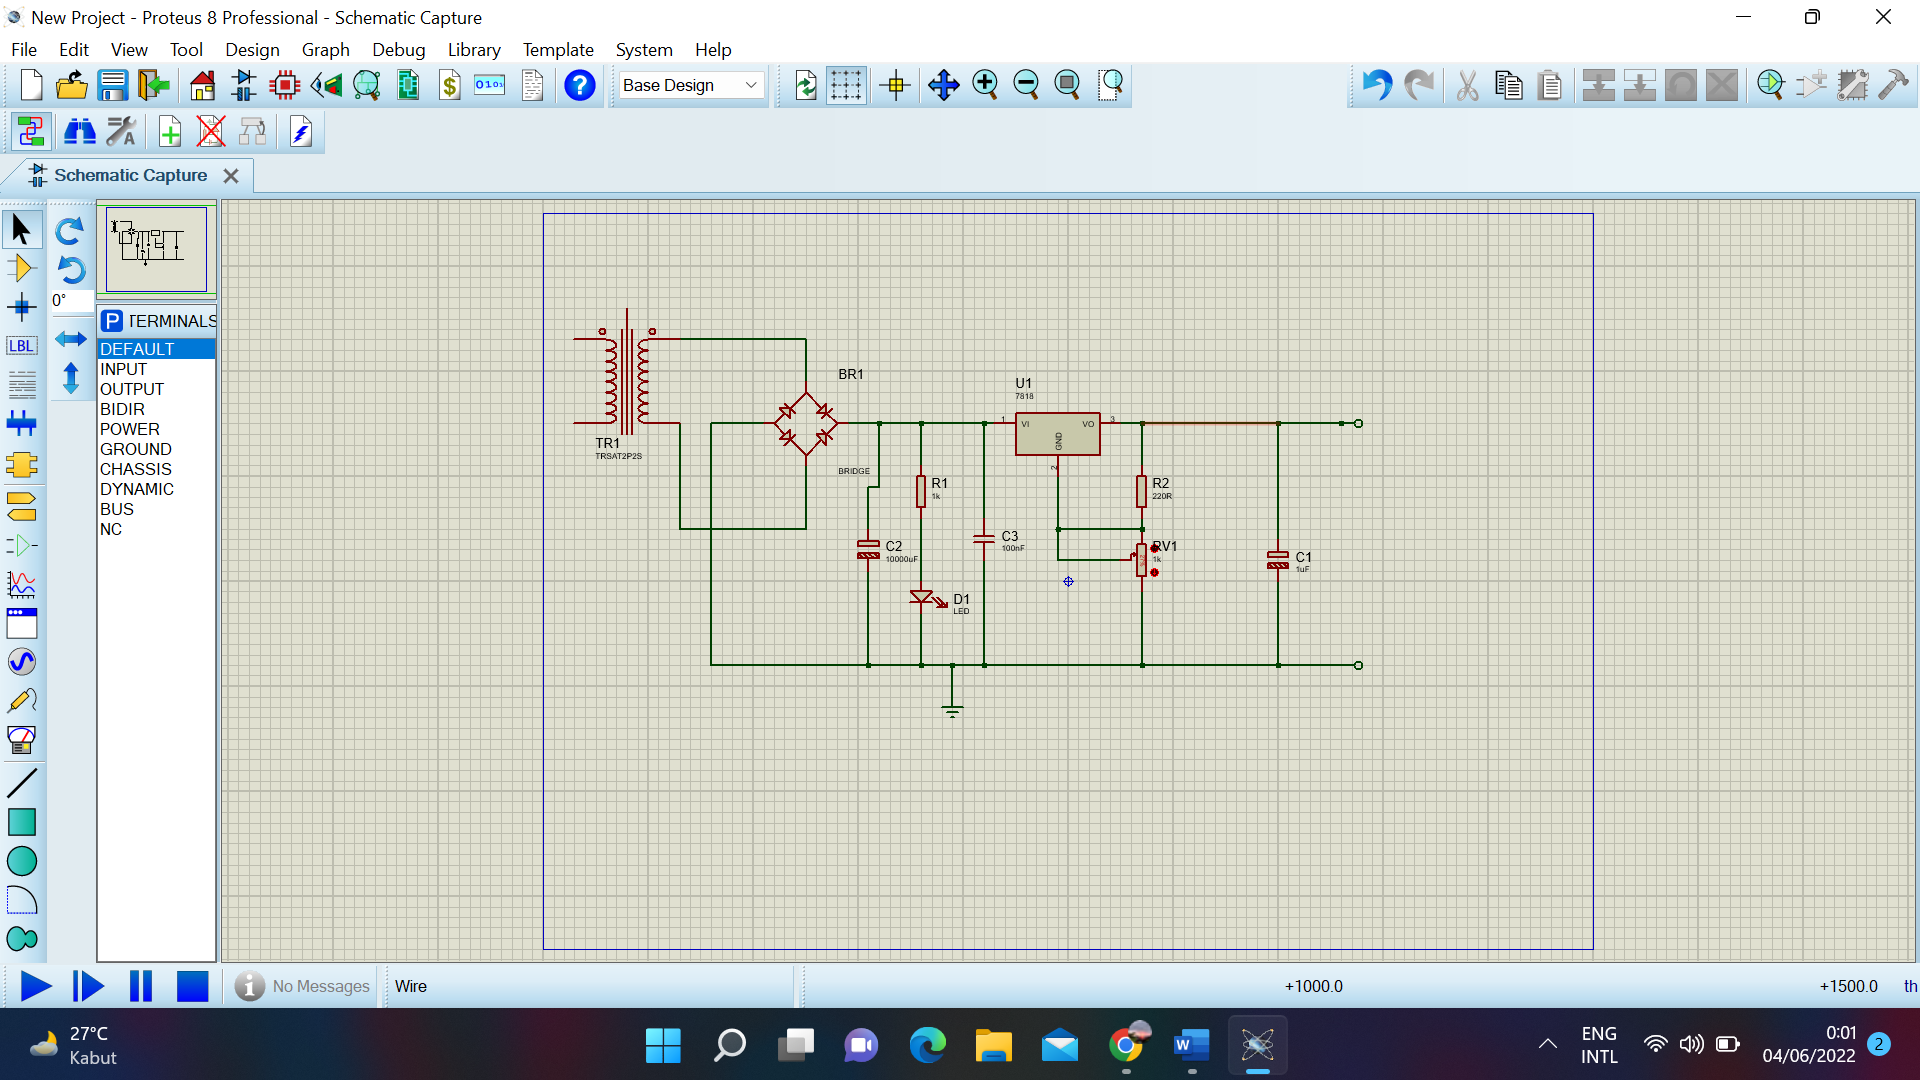 New Project - Proteus 8 Professional - Schematic Capture
File Edit View Tool Design Graph Debug Library Template System Help
$ 0101 ? Base Design
Schematic Capture
0°
LBL
P TERMINALS
DEFAULT
INPUT
OUTPUT
BIDIR
POWER
GROUND
CHASSIS
DYNAMIC
BUS
NC
TR1
TRSAT2P2S
BR1
BRIDGE
U1
7818
1 VI VO 3
GND
2
R1
1k
R2
220R
C2
10000uF
C3
100nF
RV1
1k
C1
1uF
D1
LED
No Messages
Wire
+1000.0
+1500.0
th
27°C
Kabut
W
ENG
INTL
0:01
04/06/2022
2